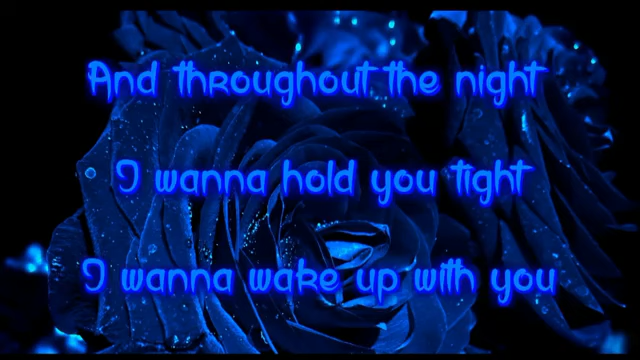 And throughout the night
I wanna hold you tight
I wanna wake up with you